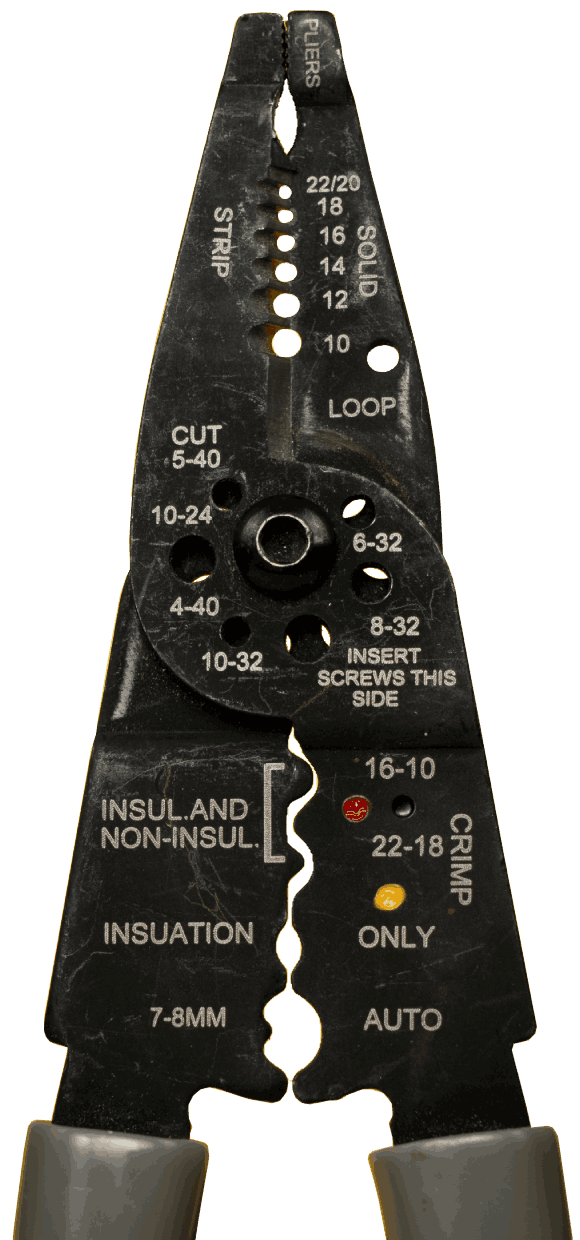 PLIERS
22/20
18
16
14
12
10
STRIP
SOLID
LOOP
CUT
5-40
10-24
6-32
4-40
8-32
10-32
INSERT
SCREWS THIS
SIDE
16-10
INSUL.AND
NON-INSUL.
22-18
CRIMP
INSUATION
ONLY
7-8MM
AUTO